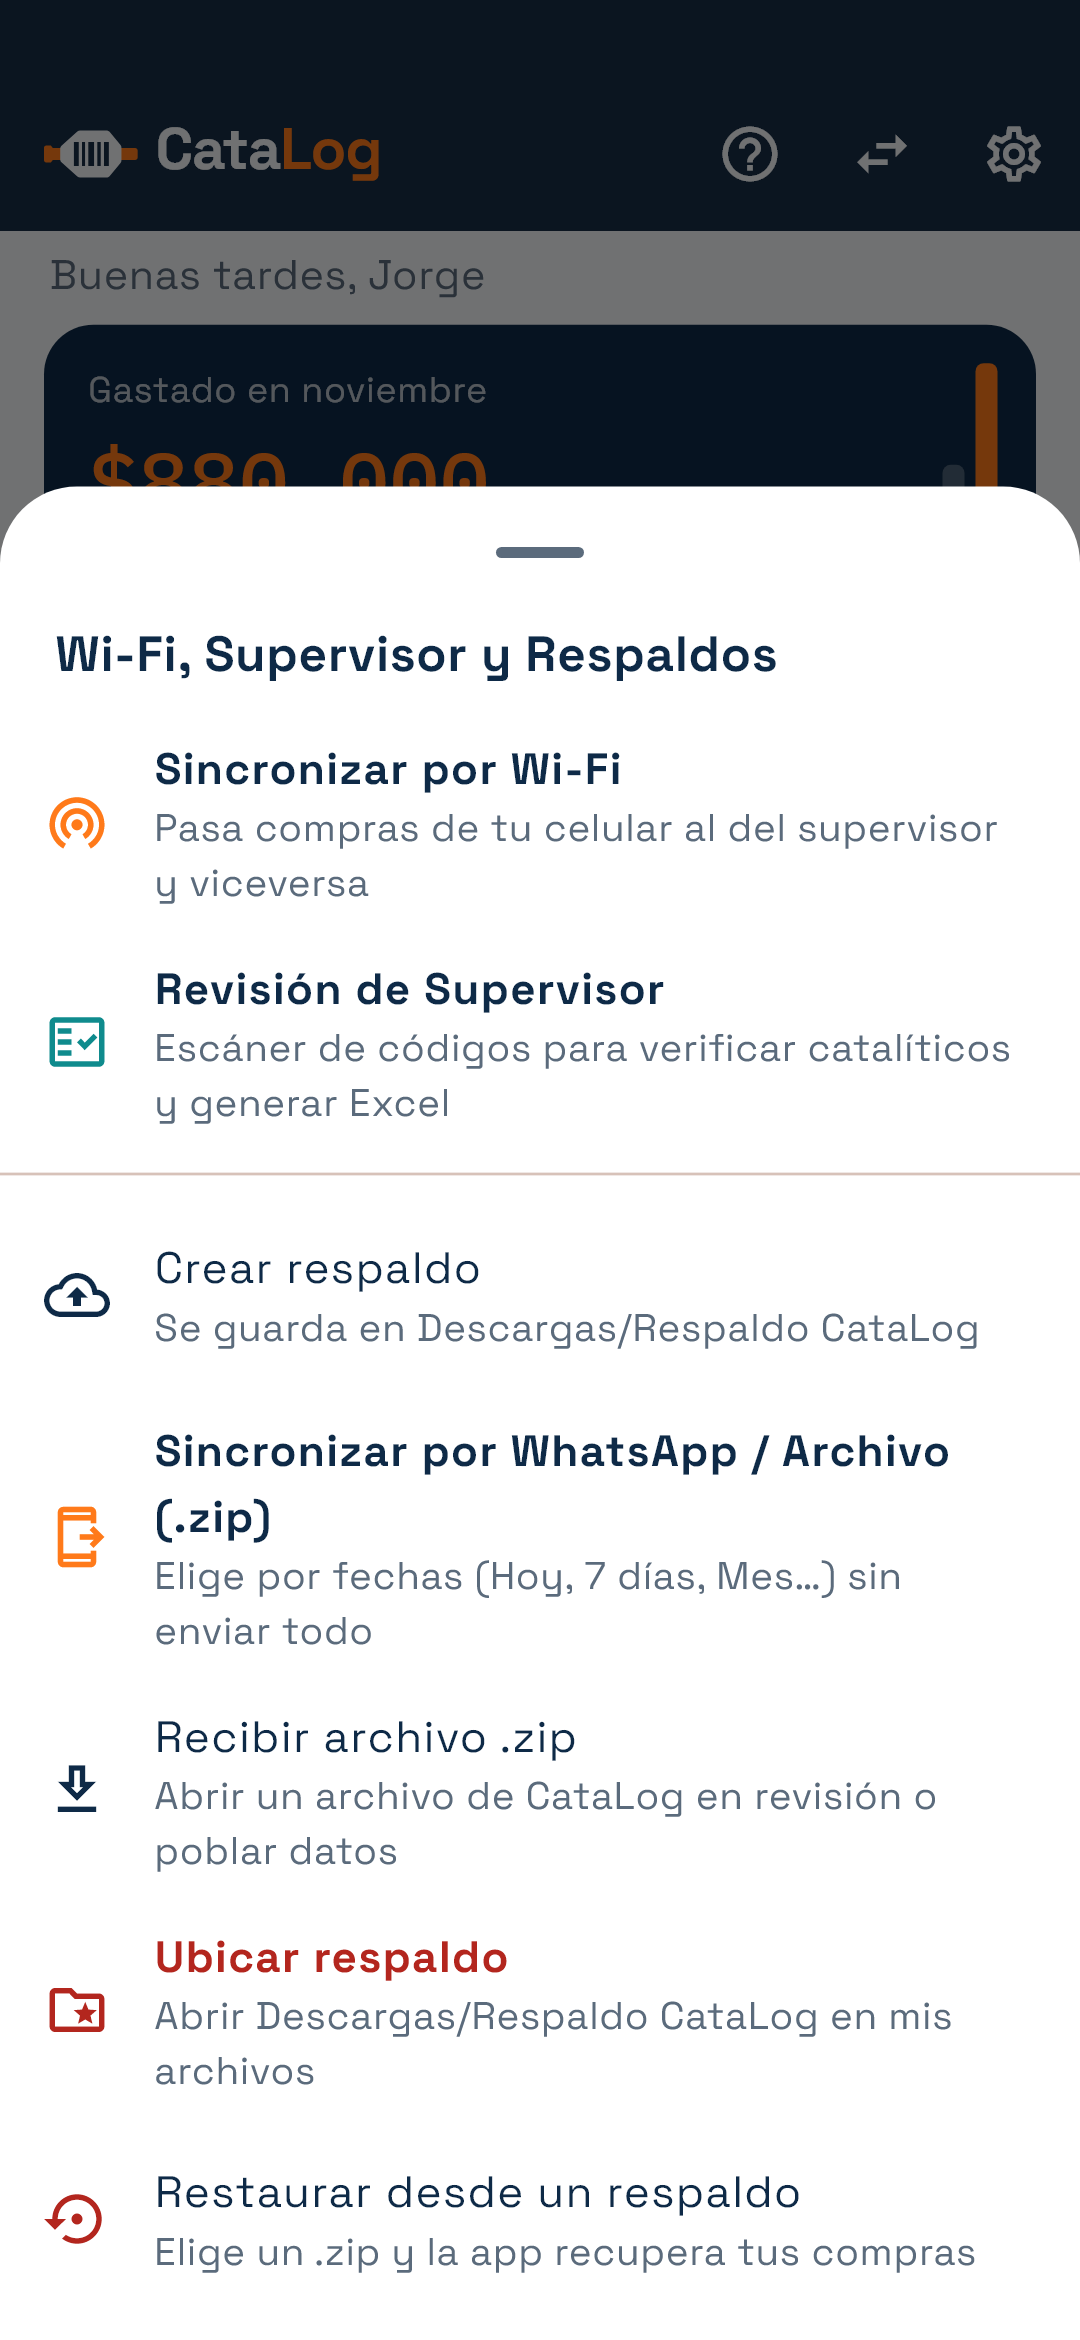 CataLog
Buenas tardes, Jorge
Gastado en noviembre
$880.000
Wi-Fi, Supervisor y Respaldos
Sincronizar por Wi-Fi
Pasa compras de tu celular al del supervisor
y viceversa
Revisión de Supervisor
Escáner de códigos para verificar catalíticos
y generar Excel
Crear respaldo
Se guarda en Descargas/Respaldo CataLog
Sincronizar por WhatsApp / Archivo
(.zip)
Elige por fechas (Hoy, 7 días, Mes…) sin
enviar todo
Recibir archivo .zip
Abrir un archivo de CataLog en revisión o
poblar datos
Ubicar respaldo
Abrir Descargas/Respaldo CataLog en mis
archivos
Restaurar desde un respaldo
Elige un .zip y la app recupera tus compras